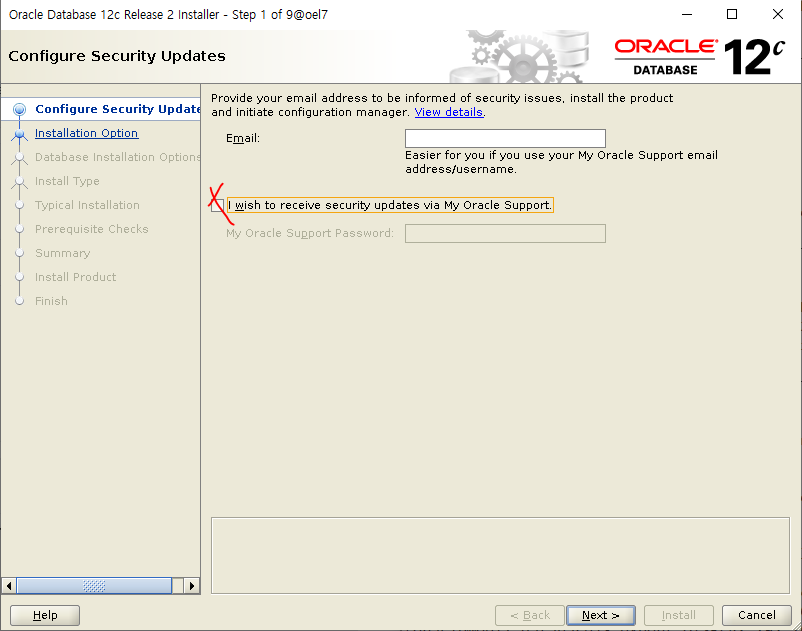 Oracle Database 12c Release 2 Installer - Step 1 of 9@oel7
Configure Security Updates
ORACLE
DATABASE
12c
Configure Security Update
Installation Option
Database Installation Options
Install Type
Typical Installation
Prerequisite Checks
Summary
Install Product
Finish
Provide your email address to be informed of security issues, install the product
and initiate configuration manager. View details.
Email:
Easier for you if you use your My Oracle Support email
address/username.
I wish to receive security updates via My Oracle Support.
My Oracle Support Password:
Help
< Back
Next >
Install
Cancel